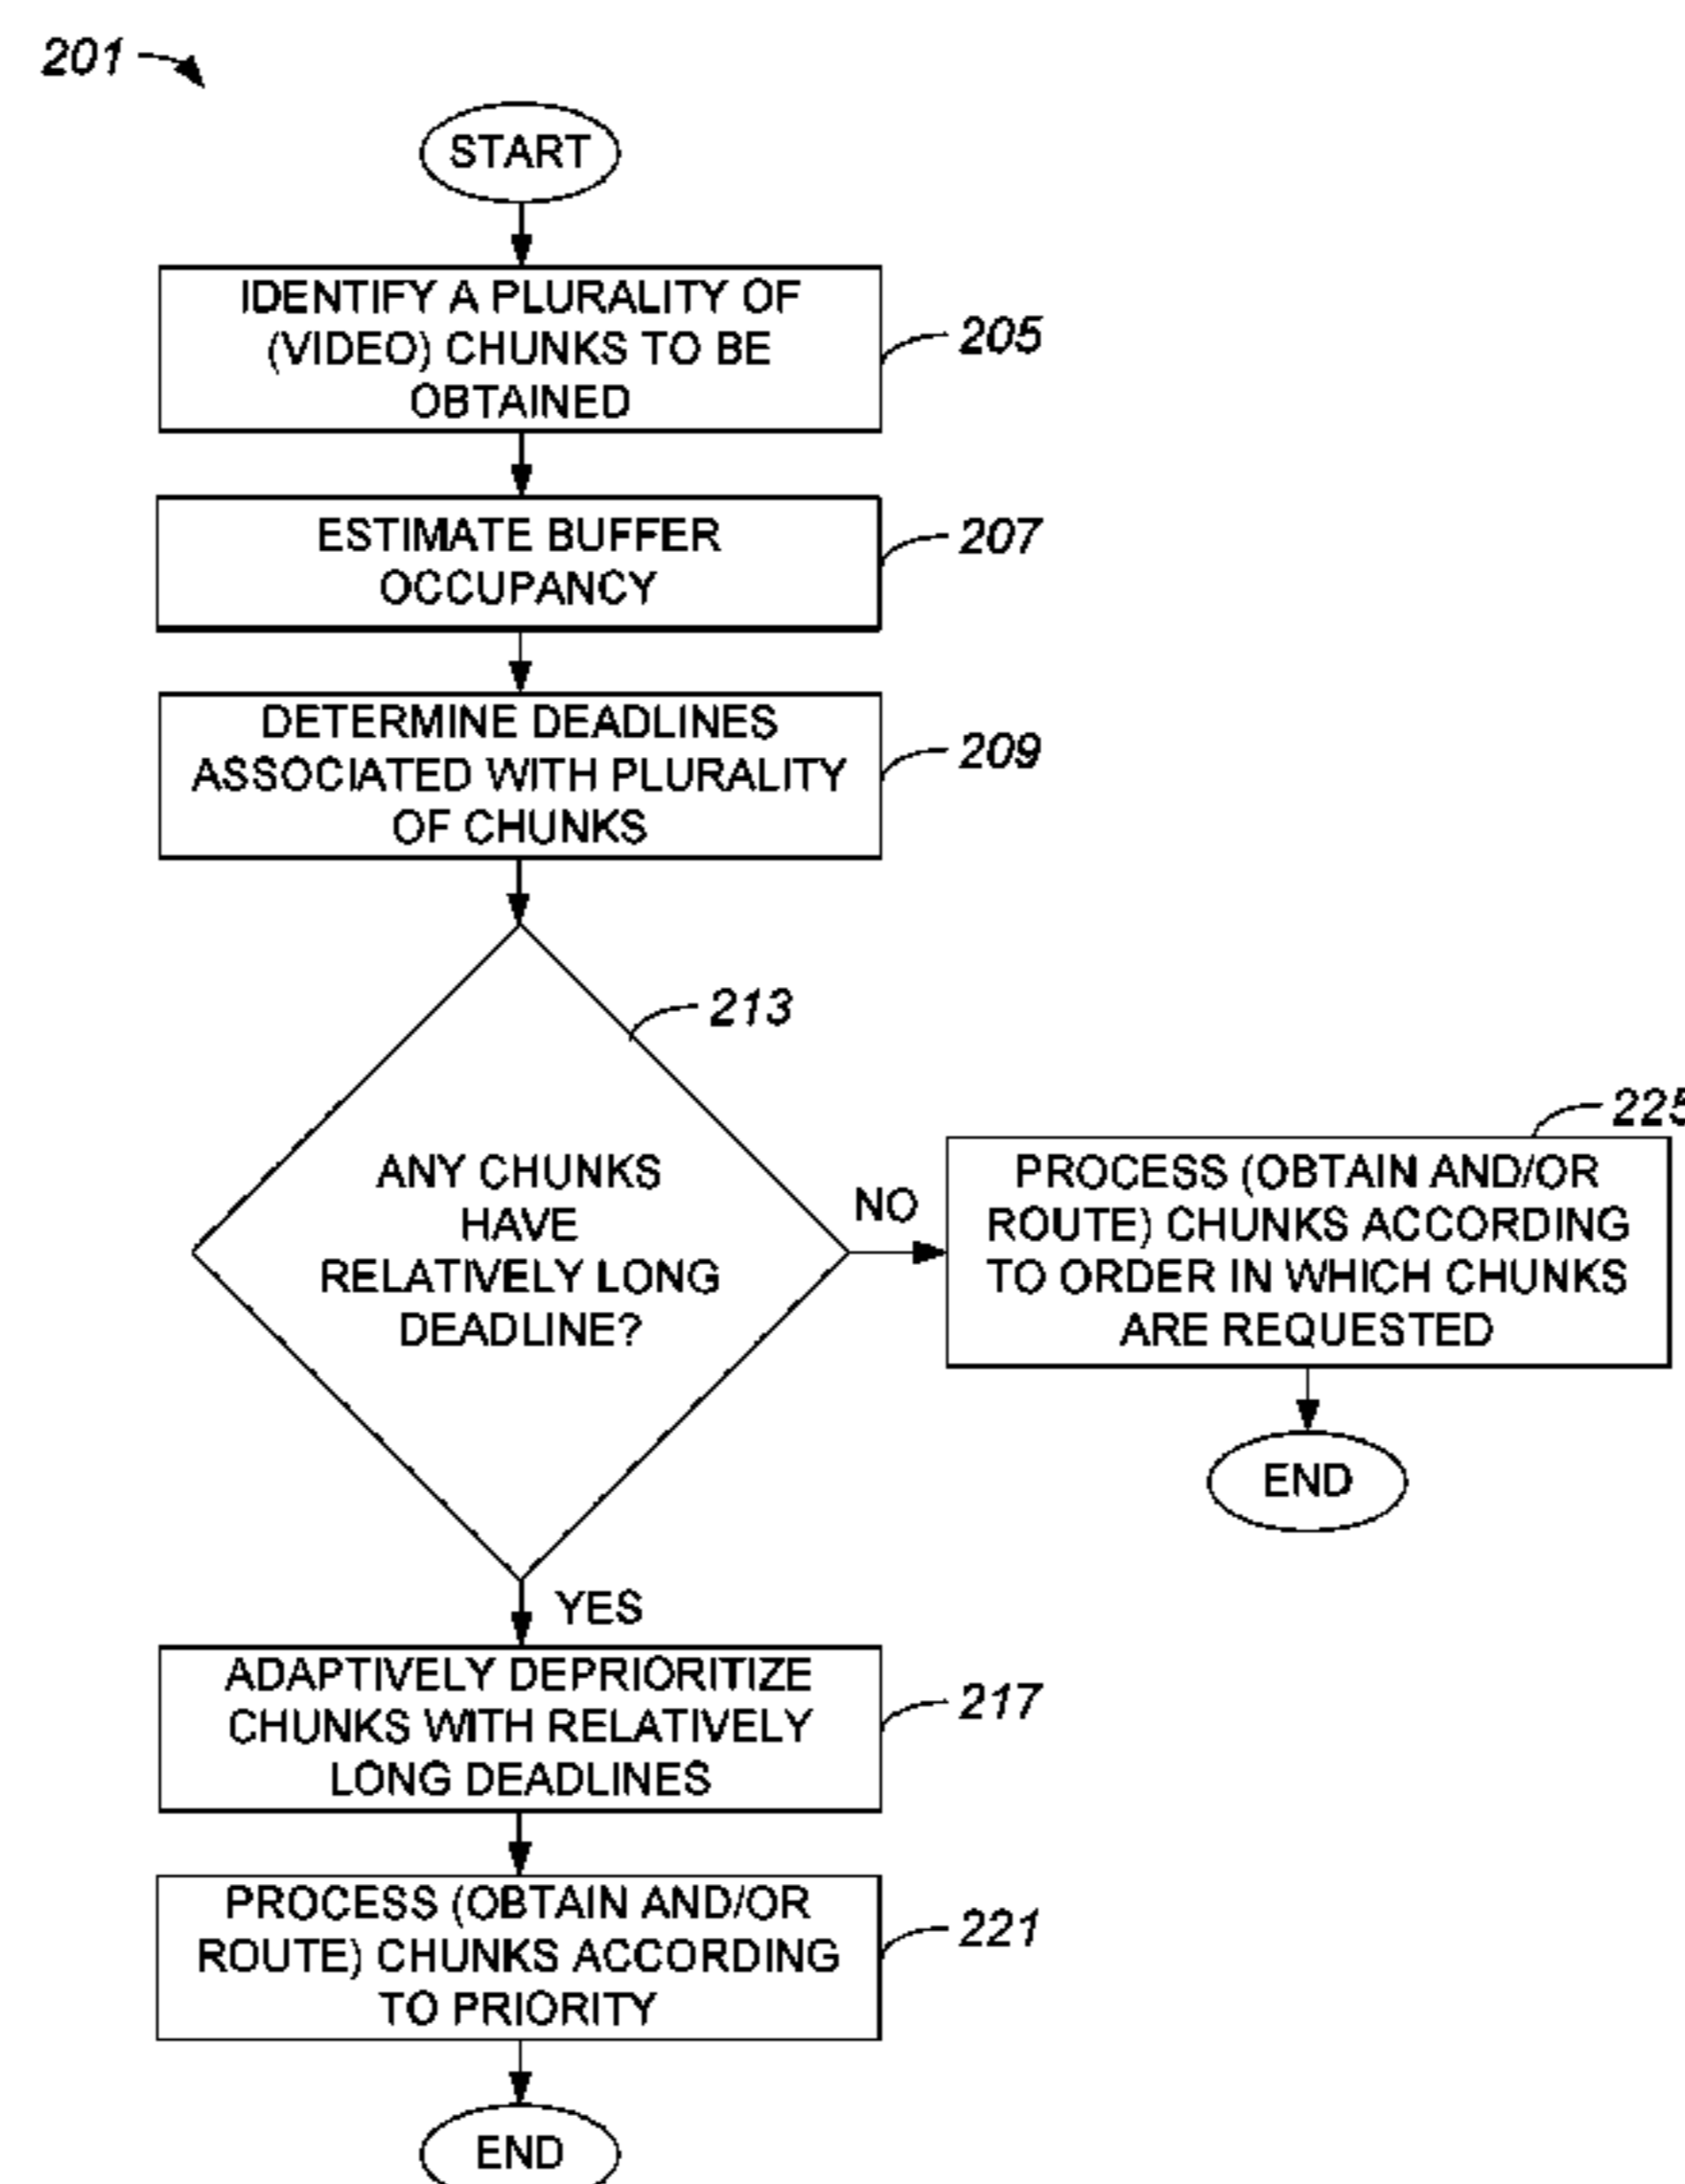 201
START
IDENTIFY A PLURALITY OF
(VIDEO) CHUNKS TO BE
OBTAINED
205
ESTIMATE BUFFER
OCCUPANCY
207
DETERMINE DEADLINES
ASSOCIATED WITH PLURALITY
OF CHUNKS
209
213
ANY CHUNKS
HAVE
RELATIVELY LONG
DEADLINE?
NO
225
PROCESS (OBTAIN AND/OR
ROUTE) CHUNKS ACCORDING
TO ORDER IN WHICH CHUNKS
ARE REQUESTED
END
YES
ADAPTIVELY DEPRIORITIZE
CHUNKS WITH RELATIVELY
LONG DEADLINES
217
PROCESS (OBTAIN AND/OR
ROUTE) CHUNKS ACCORDING
TO PRIORITY
221
END